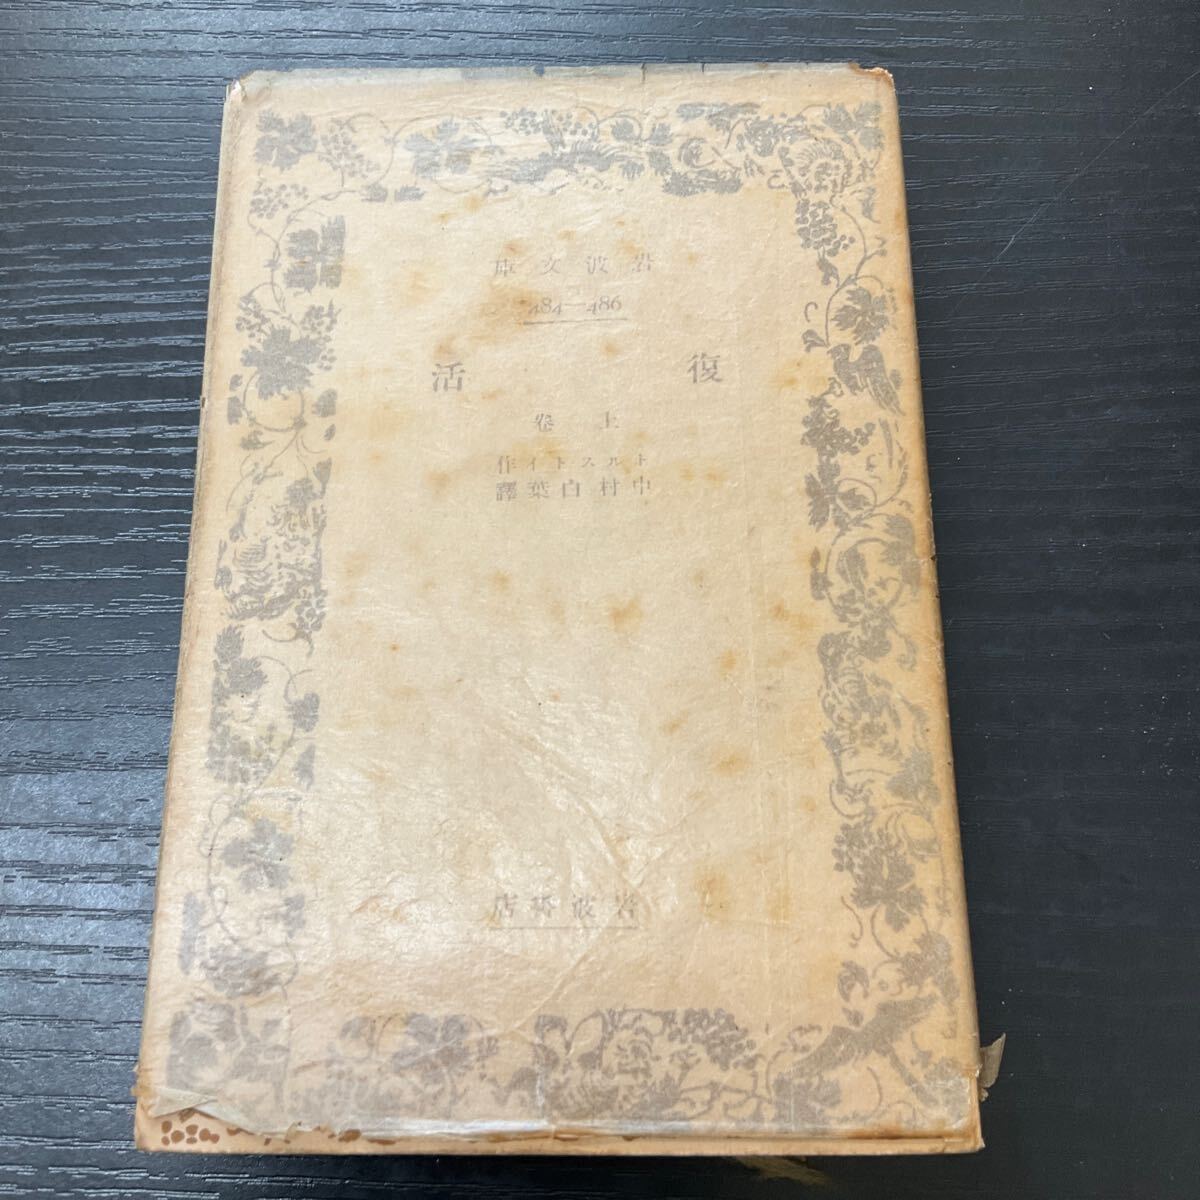 岩波文庫
484—486
復活
上卷
トルストイ作
中村白葉譯
岩波書店